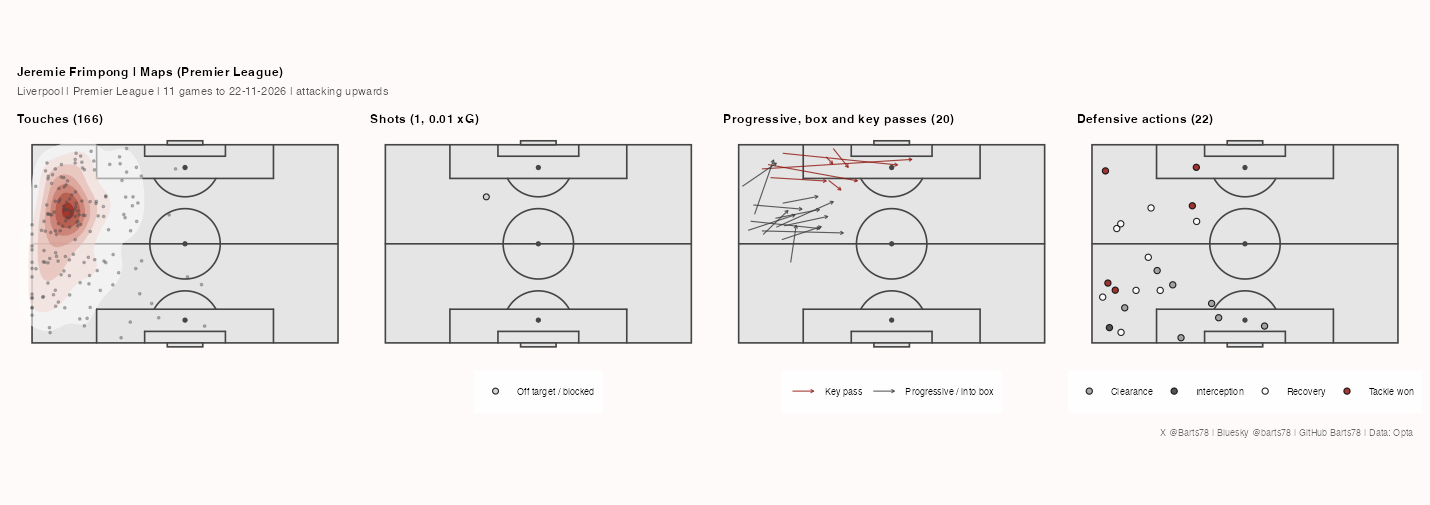 Jeremie Frimpong | Maps (Premier League)
Liverpool | Premier League | 11 games to 22-11-2026 | attacking upwards
Touches (166)
Shots (1, 0.01 xG)
Progressive, box and key passes (20)
Defensive actions (22)
Off target / blocked
Key pass
Progressive / into box
Clearance
Interception
Recovery
Tackle won
X @Barts78 | Bluesky @barts78 | GitHub Barts78 | Data: Opta